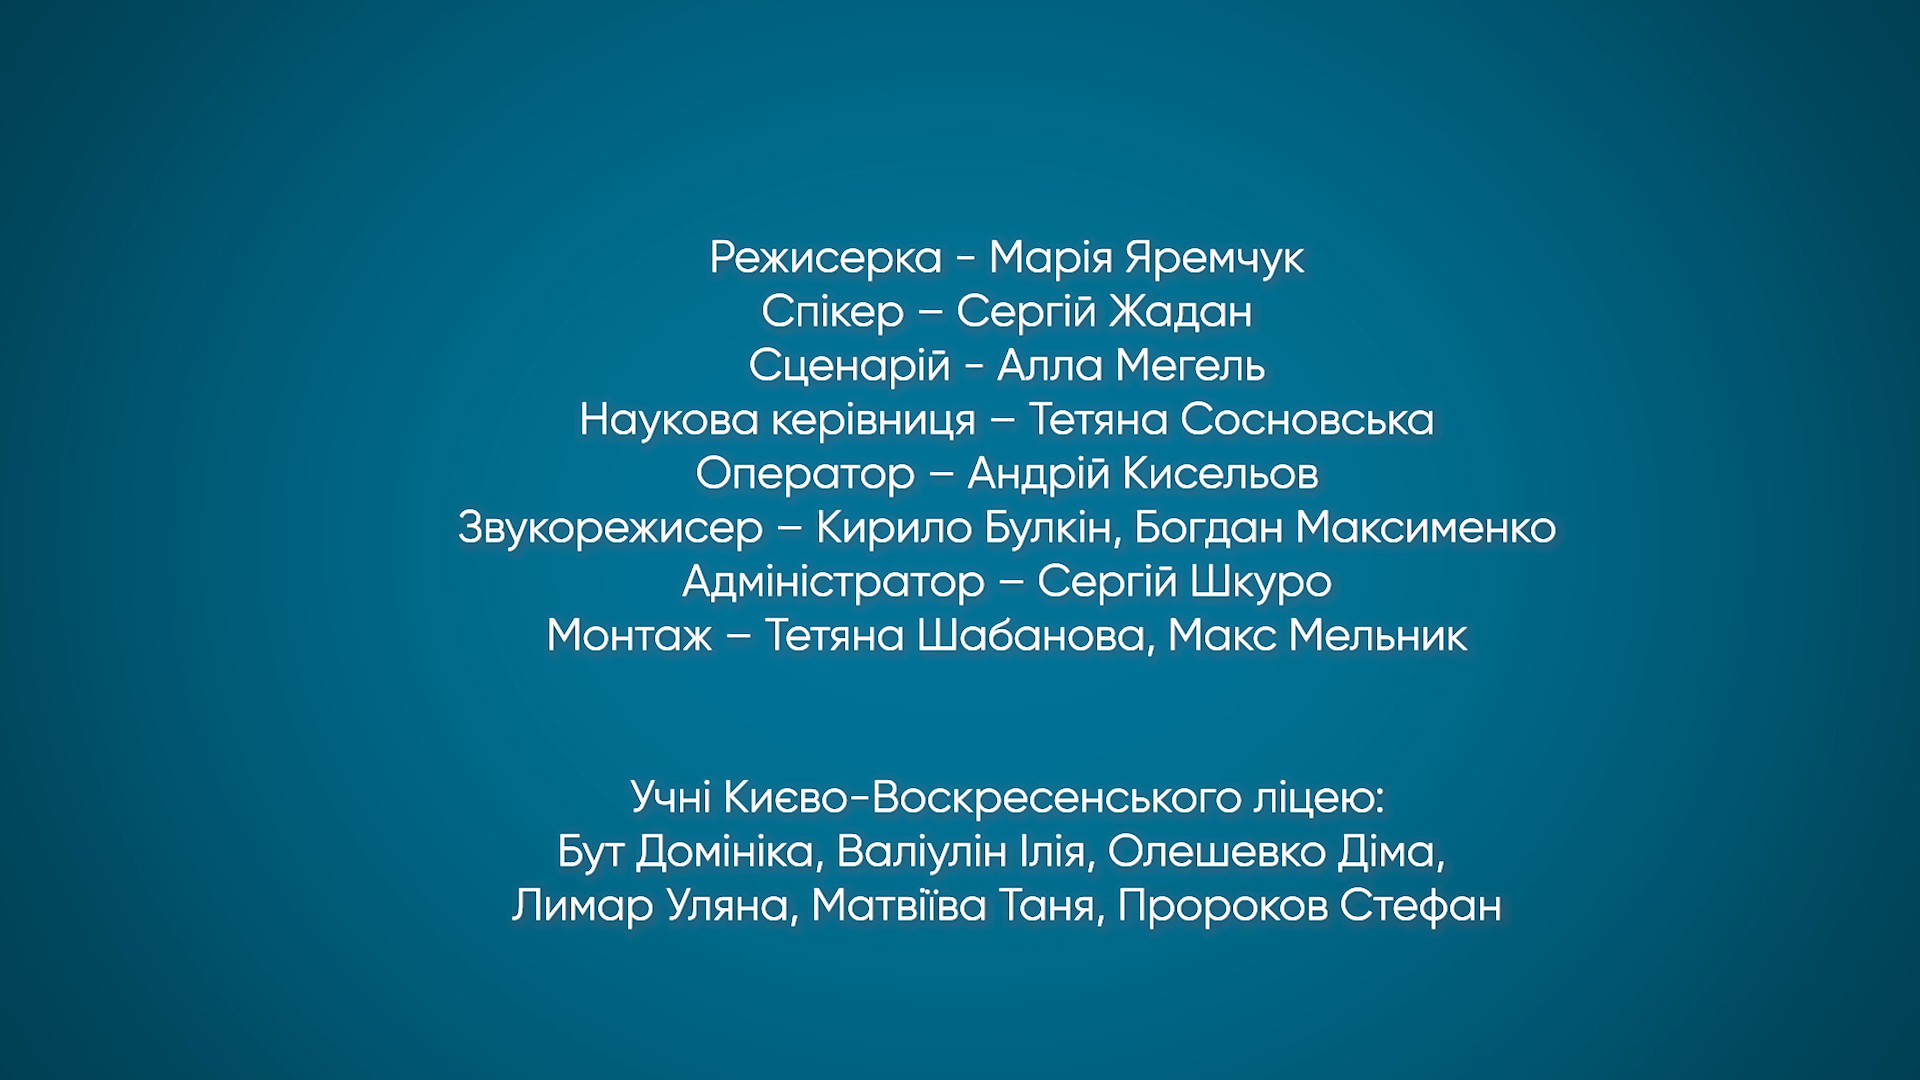 Режисерка - Марія Яремчук
Спікер – Сергій Жадан
Сценарій - Алла Мегель
Наукова керівниця – Тетяна Сосновська
Оператор – Андрій Кисельов
Звукорежисер – Кирило Булкін, Богдан Максименко
Адміністратор – Сергій Шкуро
Монтаж – Тетяна Шабанова, Макс Мельник
Учні Києво-Воскресенського ліцею:
Бут Домініка, Валіулін Ілія, Олешевко Діма,
Лимар Уляна, Матвіїва Таня, Пророков Стефан